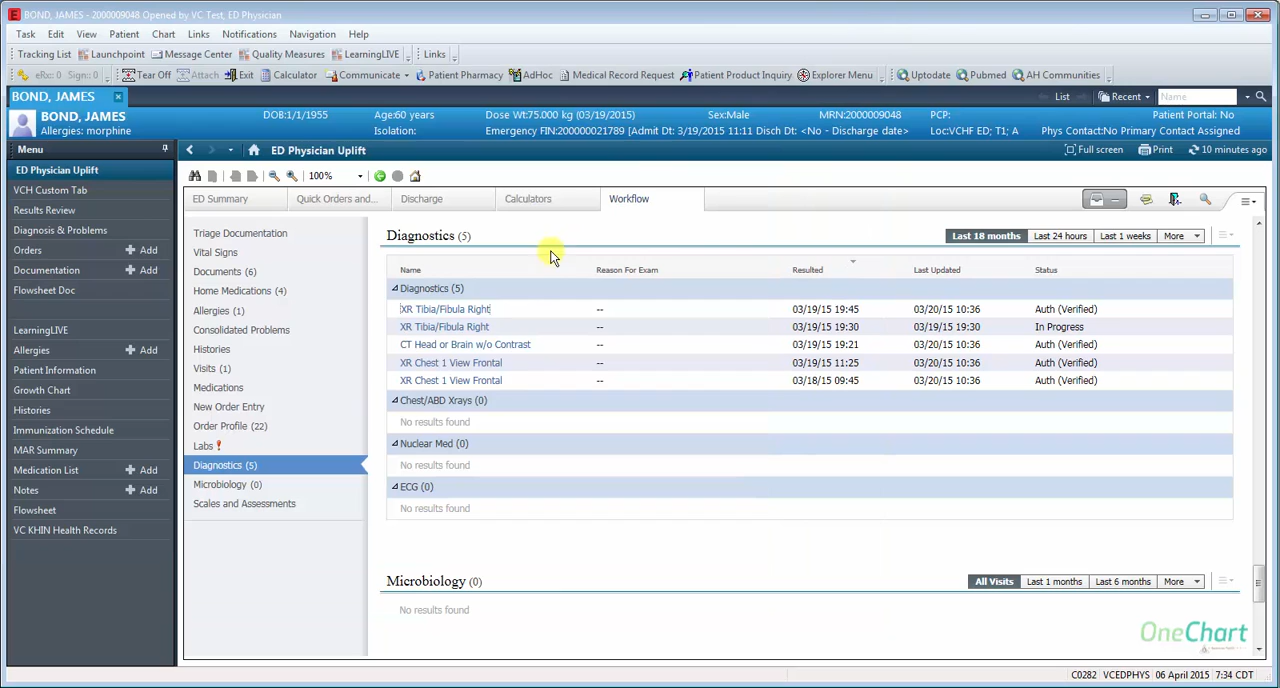 BOND, JAMES - 2000009048 Opened by VC Test, ED Physician
Task Edit View Patient Chart Links Notifications Navigation Help
Tracking List Launchpoint Message Center Quality Measures LearningLIVE Links
eRx: 0 Sign: 0 Tear Off Attach Exit Calculator Communicate Patient Pharmacy AdHoc Medical Record Request Patient Product Inquiry Explorer Menu Uptodate Pubmed AH Communities
BOND, JAMES List Recent Name
BOND, JAMES DOB:1/1/1955 Age:60 years Dose Wt:75.000 kg (03/19/2015) Sex:Male MRN:2000009048 PCP: Patient Portal: No
Allergies: morphine Isolation: Emergency FIN:200000021789 [Admit Dt: 3/19/2015 11:11 Disch Dt: <No - Discharge date> Loc:VCHF ED; T1; A Phys Contact:No Primary Contact Assigned
Menu ED Physician Uplift Full screen Print 10 minutes ago
ED Physician Uplift
VCH Custom Tab
Results Review
Diagnosis & Problems
Orders Add
Documentation Add
Flowsheet Doc
LearningLIVE
Allergies Add
Patient Information
Growth Chart
Histories
Immunization Schedule
MAR Summary
Medication List Add
Notes Add
Flowsheet
VC KHIN Health Records
100%
ED Summary Quick Orders and... Discharge Calculators Workflow
Triage Documentation
Vital Signs
Documents (6)
Home Medications (4)
Allergies (1)
Consolidated Problems
Histories
Visits (1)
Medications
New Order Entry
Order Profile (22)
Labs !
Diagnostics (5)
Microbiology (0)
Scales and Assessments
Diagnostics (5) Last 18 months Last 24 hours Last 1 weeks More
Name Reason For Exam Resulted Last Updated Status
Diagnostics (5)
XR Tibia/Fibula Right -- 03/19/15 19:45 03/20/15 10:36 Auth (Verified)
XR Tibia/Fibula Right -- 03/19/15 19:30 03/19/15 19:30 In Progress
CT Head or Brain w/o Contrast -- 03/19/15 19:21 03/20/15 10:36 Auth (Verified)
XR Chest 1 View Frontal -- 03/19/15 11:25 03/20/15 10:36 Auth (Verified)
XR Chest 1 View Frontal -- 03/18/15 09:45 03/20/15 10:36 Auth (Verified)
Chest/ABD Xrays (0)
No results found
Nuclear Med (0)
No results found
ECG (0)
No results found
Microbiology (0) All Visits Last 1 months Last 6 months More
No results found
OneChart
C0282 VCEDPHYS 06 April 2015 7:34 CDT